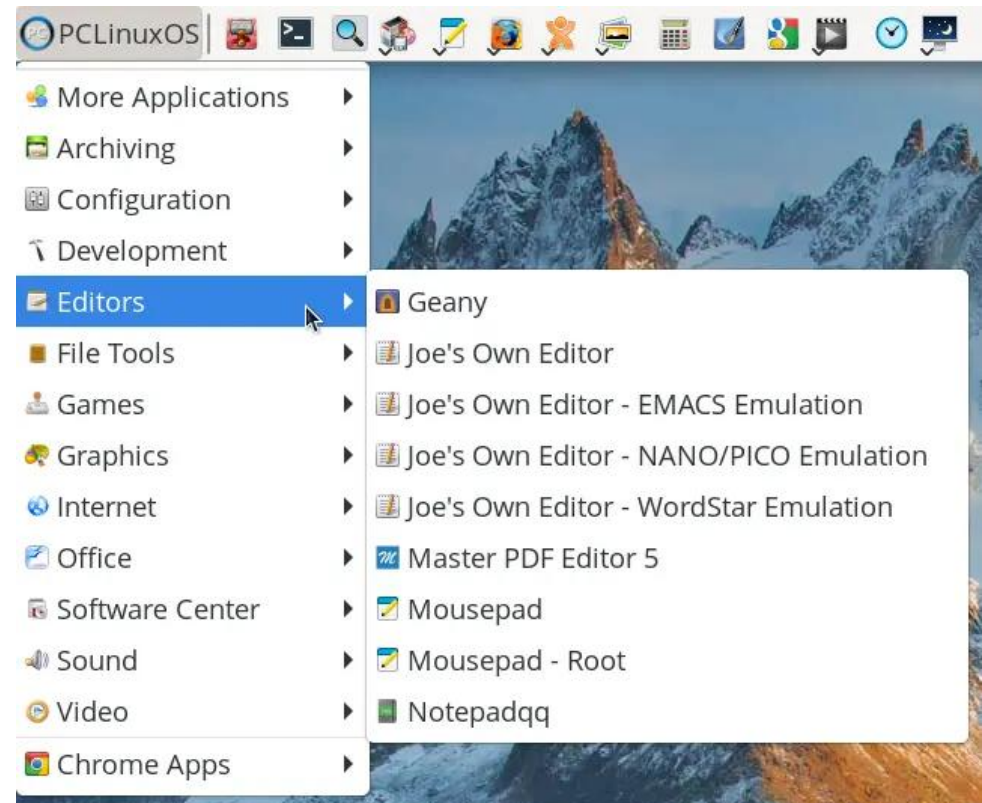 PCLinuxOS
More Applications
Archiving
Configuration
Development
Editors
File Tools
Games
Graphics
Internet
Office
Software Center
Sound
Video
Chrome Apps
Geany
Joe's Own Editor
Joe's Own Editor - EMACS Emulation
Joe's Own Editor - NANO/PICO Emulation
Joe's Own Editor - WordStar Emulation
Master PDF Editor 5
Mousepad
Mousepad - Root
Notepadqq